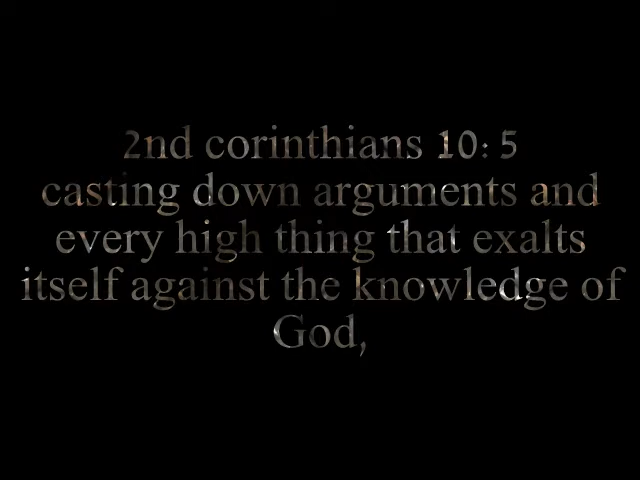 2nd corinthians 10: 5
casting down arguments and
every high thing that exalts
itself against the knowledge of
God,